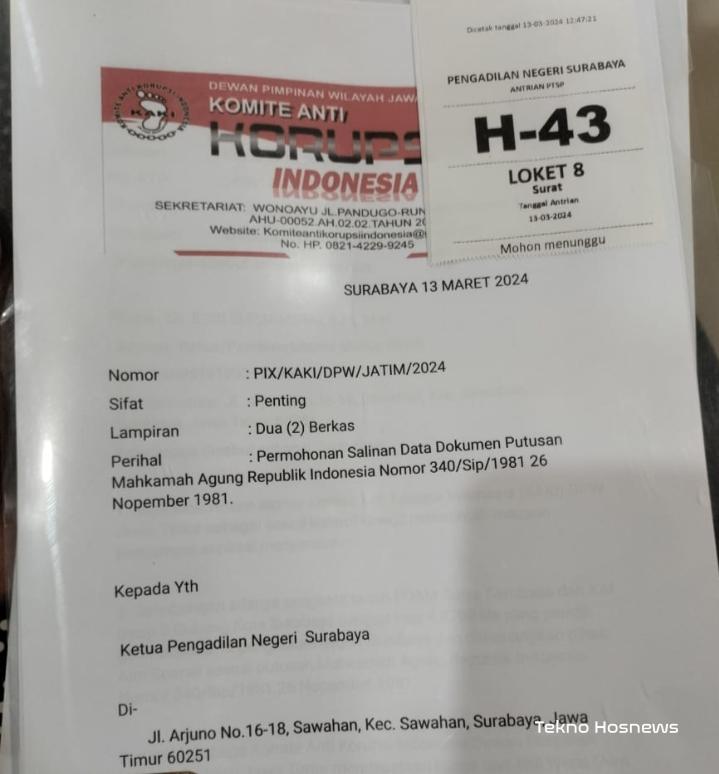 Dicetak tanggal 13-03-2024 12:47:21
PENGADILAN NEGERI SURABAYA
ANTRIAN PTSP
H-43
LOKET 8
Surat
Tanggal Antrian
13-03-2024
Mohon menunggu
DEWAN PIMPINAN WILAYAH JAWA
KOMITE ANTI
KORUPS
INDONESIA
KAKI
SEKRETARIAT: WONOAYU JL.PANDUGO-RUN
AHU-00052.AH.02.02.TAHUN 20
Website: Komiteantikorupsiindonesia@
No. HP. 0821-4229-9245
SURABAYA 13 MARET 2024
Nomor : PIX/KAKI/DPW/JATIM/2024
Sifat : Penting
Lampiran : Dua (2) Berkas
Perihal : Permohonan Salinan Data Dokumen Putusan
Mahkamah Agung Republik Indonesia Nomor 340/Sip/1981 26
Nopember 1981.
Kepada Yth
Ketua Pengadilan Negeri Surabaya
Di-
Jl. Arjuno No.16-18, Sawahan, Kec. Sawahan, Surabaya, Jawa
Timur 60251
Tekno Hosnews